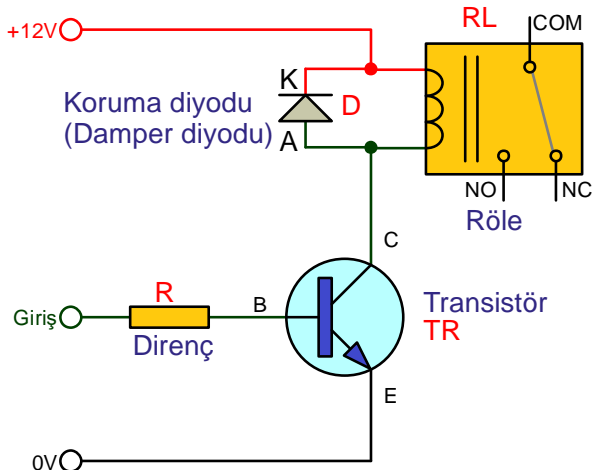 RL
+12V
COM
K
D
Koruma diyodu
(Damper diyodu)
A
NO
NC
Röle
C
R
B
Transistör
TR
Giriş
Direnç
E
0V